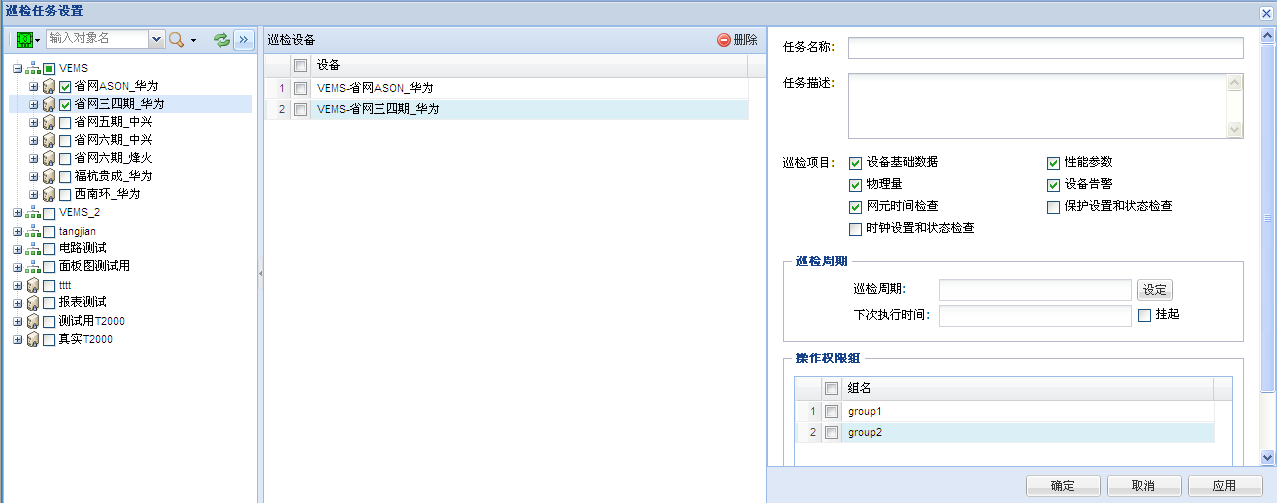 巡检任务设置
输入对象名
VEMS
省网ASON_华为
省网三四期_华为
省网五期_中兴
省网六期_中兴
省网六期_烽火
福杭贵成_华为
西南环_华为
VEMS_2
tangjian
电路测试
面板图测试用
tttt
报表测试
测试用T2000
真实T2000
巡检设备
删除
设备
1 VEMS-省网ASON_华为
2 VEMS-省网三四期_华为
任务名称:
任务描述:
巡检项目: 设备基础数据 性能参数
物理量 设备告警
网元时间检查 保护设置和状态检查
时钟设置和状态检查
巡检周期
巡检周期: 设定
下次执行时间: 挂起
操作权限组
组名
1 group1
2 group2
确定 取消 应用